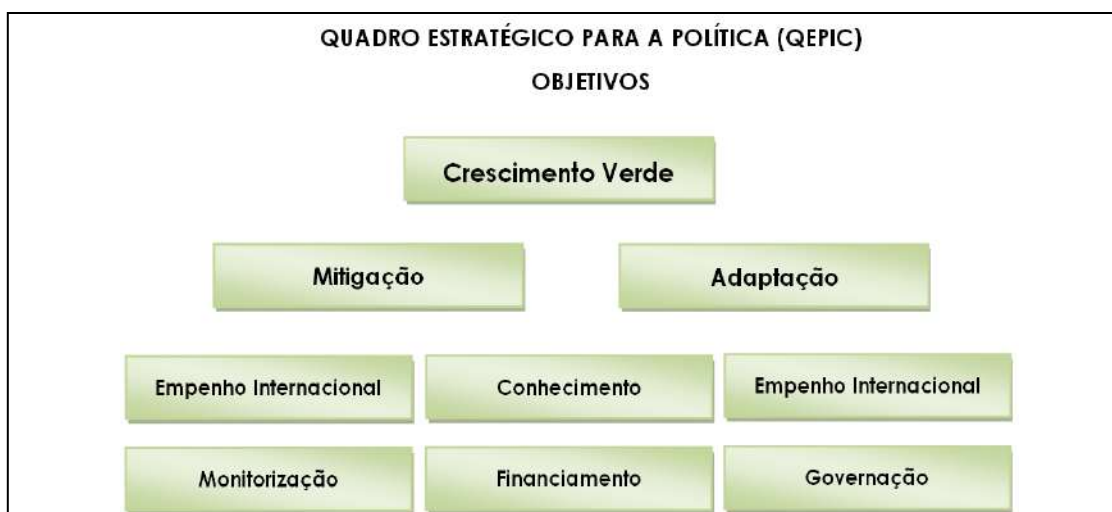 QUADRO ESTRATÉGICO PARA A POLÍTICA (QEPIC)
OBJETIVOS
Crescimento Verde
Mitigação
Adaptação
Empenho Internacional
Conhecimento
Empenho Internacional
Monitorização
Financiamento
Governação